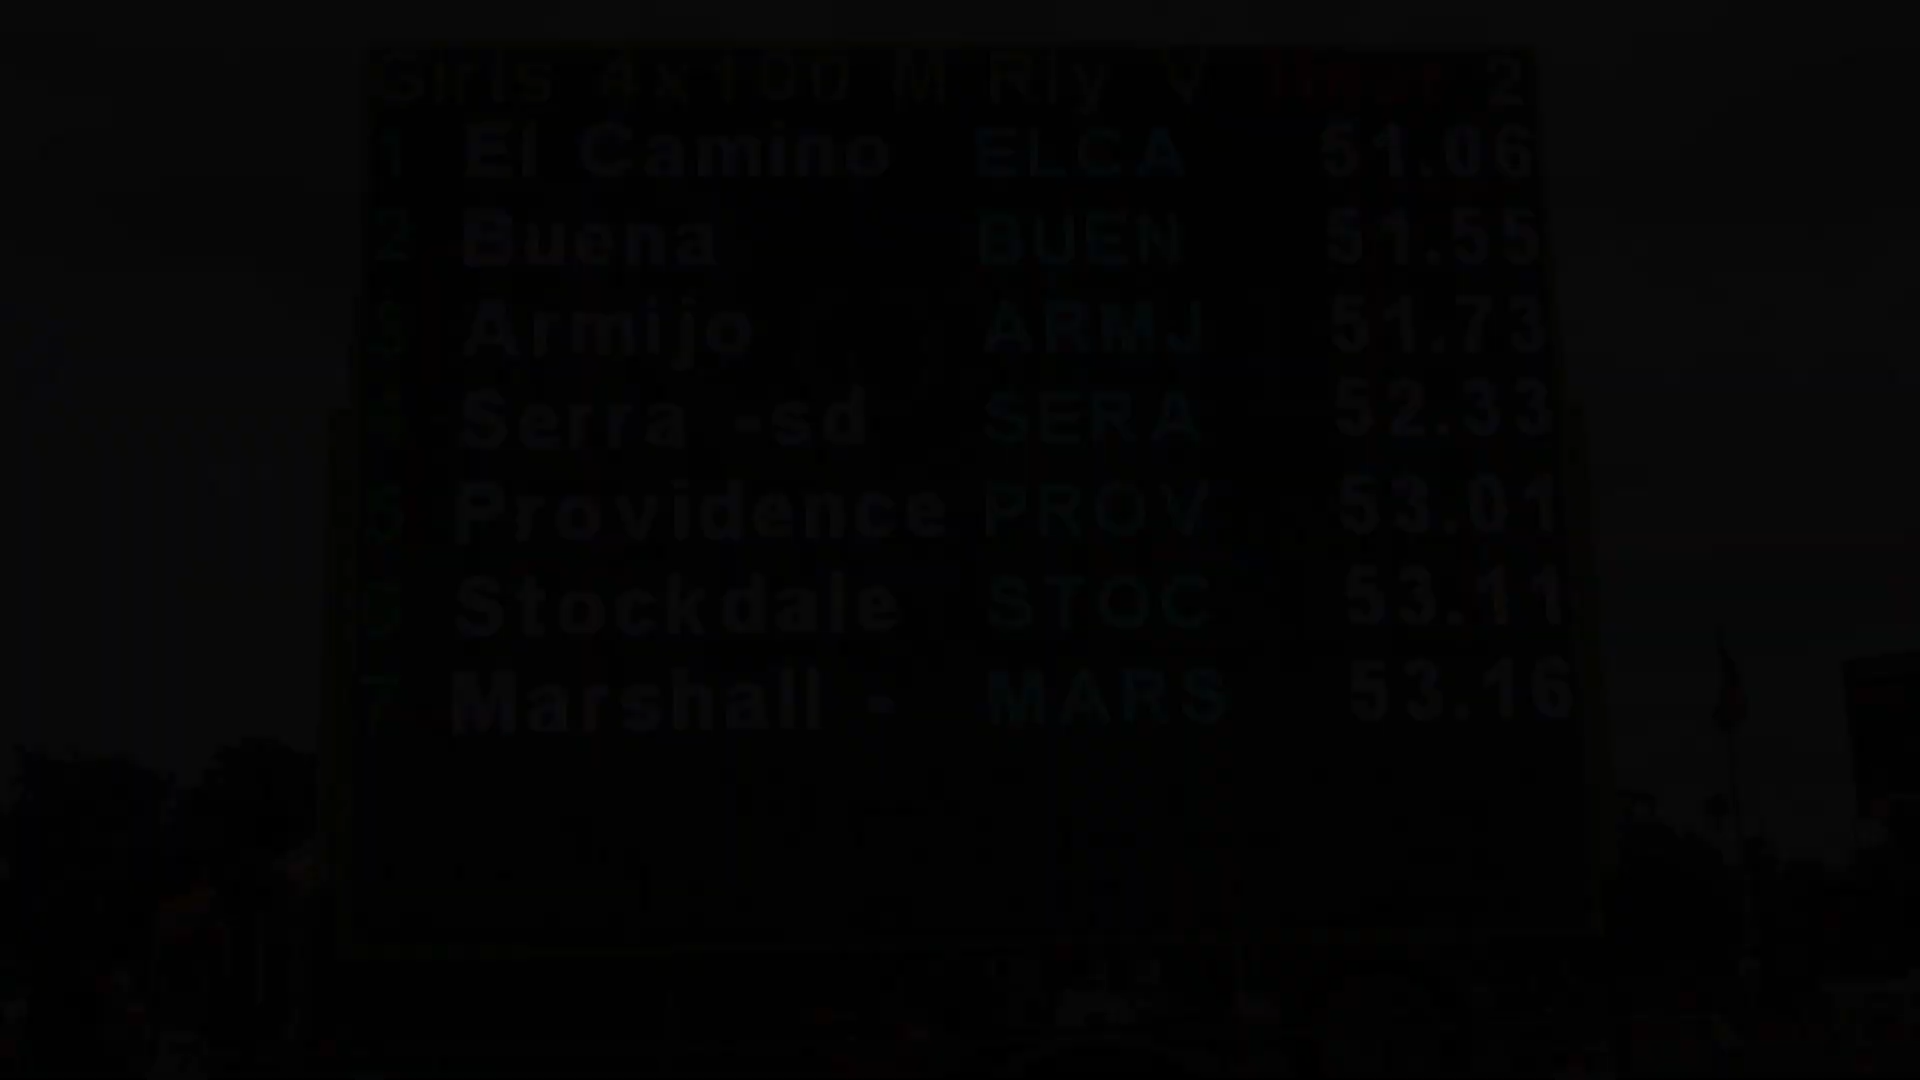 Girls 4x100 M Rly V Heat 2
1 El Camino ELCA 51.06
2 Buena BUEN 51.55
3 Armijo ARMJ 51.73
4 Serra -sd SERA 52.33
5 Providence PROV 53.01
6 Stockdale STOC 53.11
7 Marshall - MARS 53.16